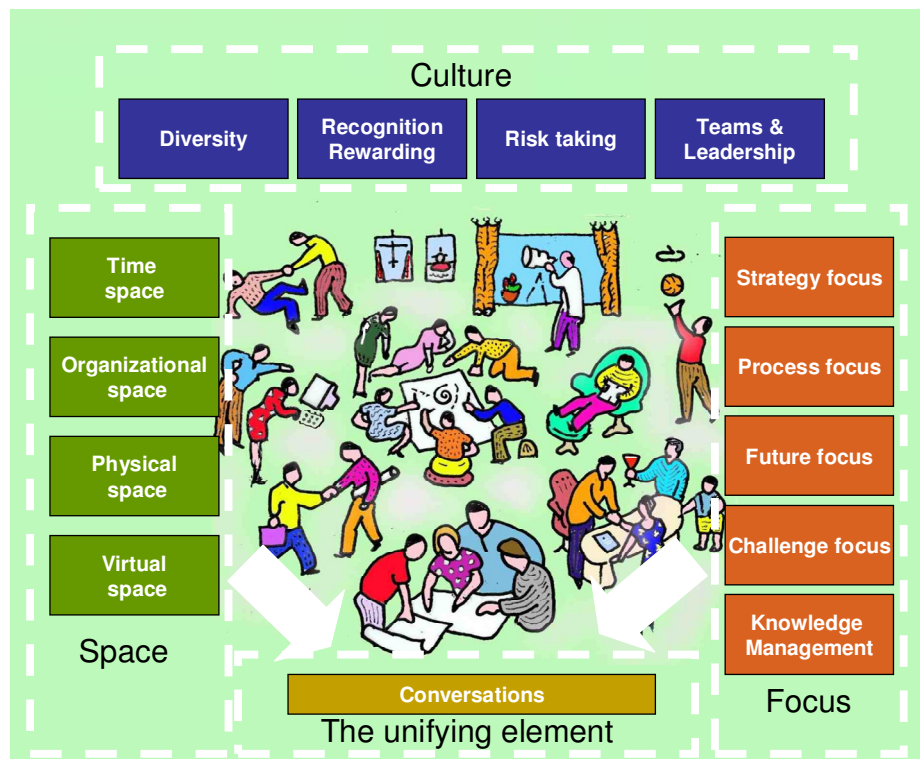 Culture
Diversity
Recognition
Rewarding
Risk taking
Teams &
Leadership
Time
space
Organizational
space
Physical
space
Virtual
space
Space
Strategy focus
Process focus
Future focus
Challenge focus
Knowledge
Management
Focus
Conversations
The unifying element